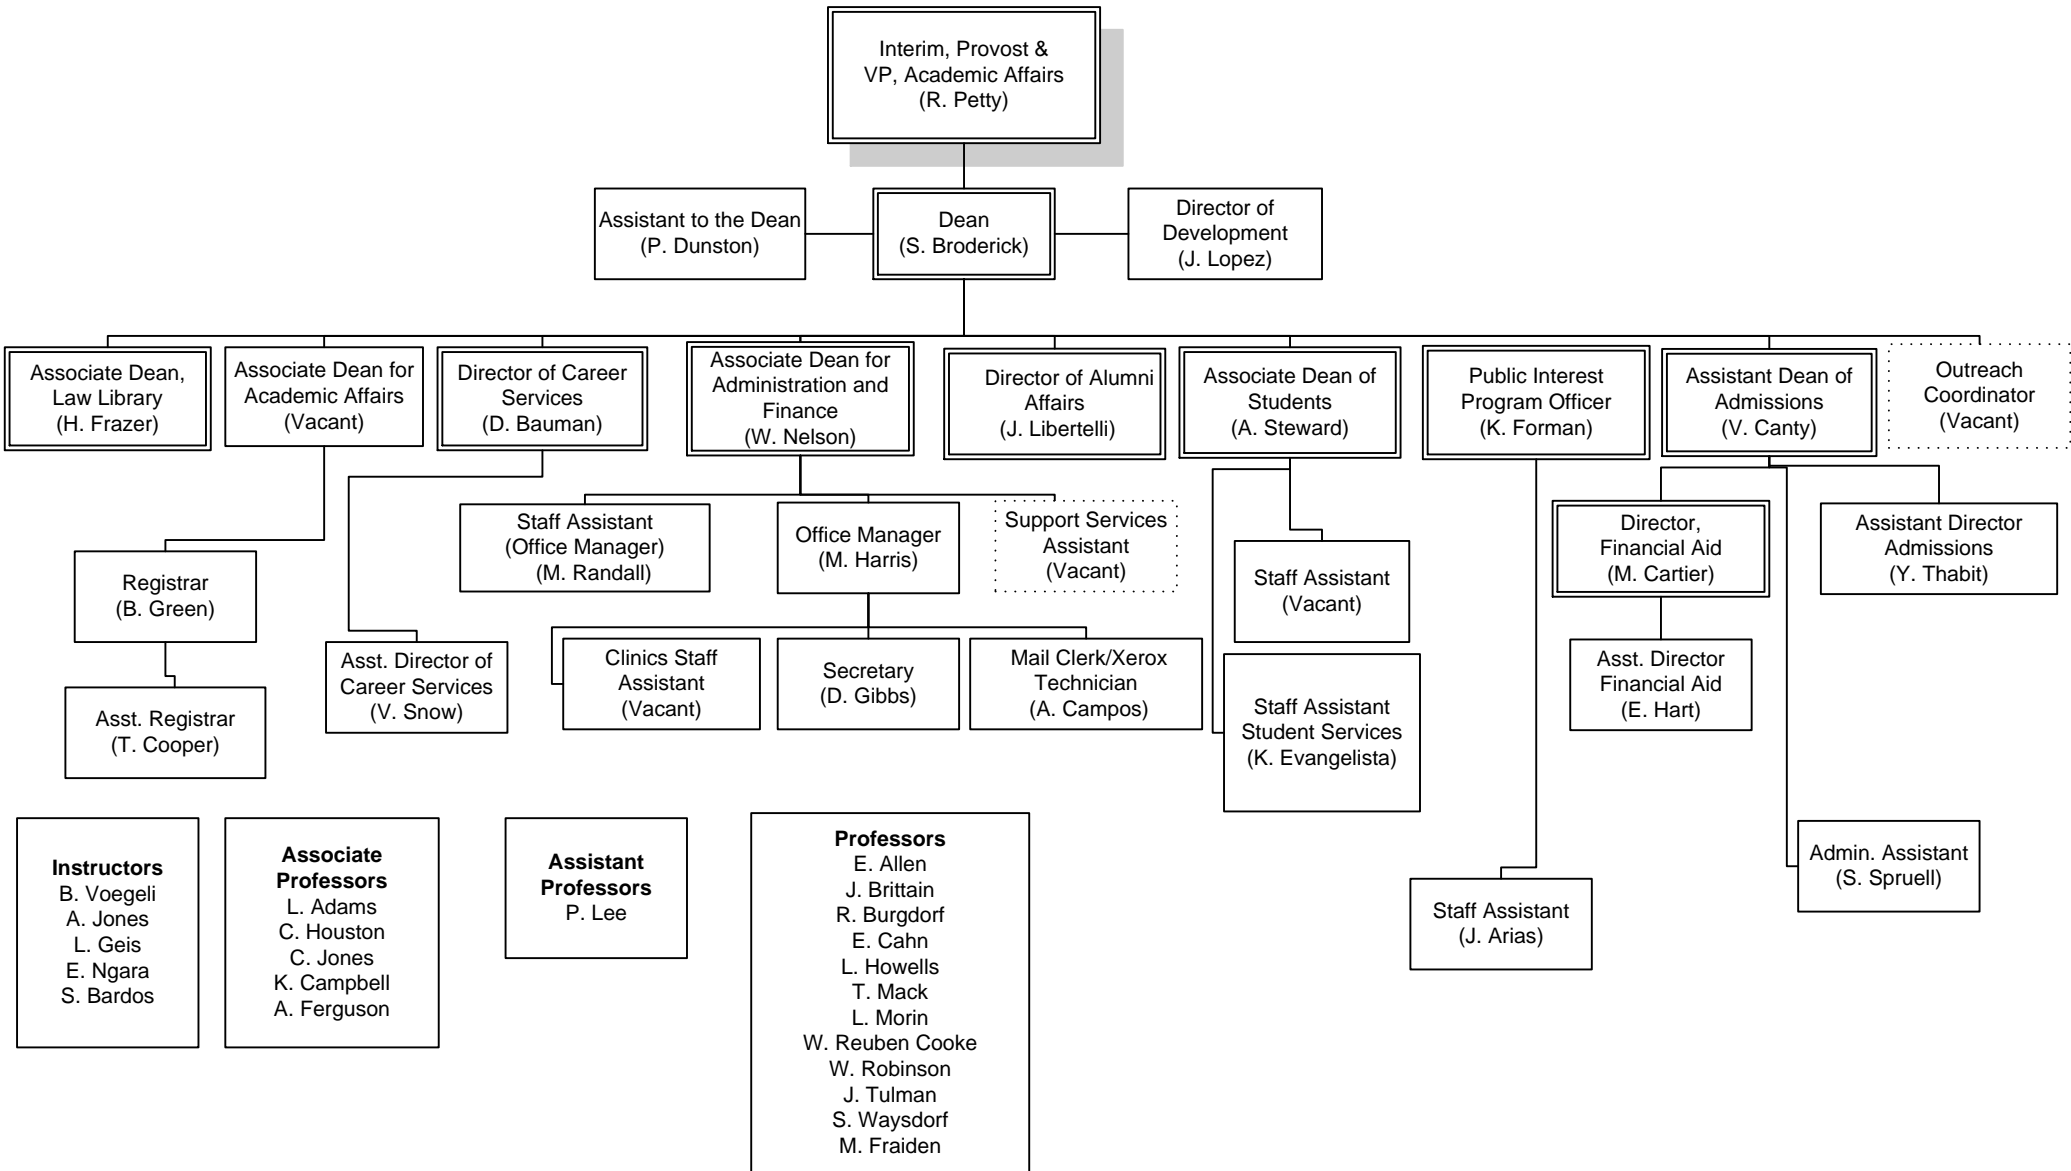 Interim, Provost &
VP, Academic Affairs
(R. Petty)
Assistant to the Dean
(P. Dunston)
Dean
(S. Broderick)
Director of
Development
(J. Lopez)
Associate Dean,
Law Library
(H. Frazer)
Associate Dean for
Academic Affairs
(Vacant)
Director of Career
Services
(D. Bauman)
Associate Dean for
Administration and
Finance
(W. Nelson)
Director of Alumni
Affairs
(J. Libertelli)
Associate Dean of
Students
(A. Steward)
Public Interest
Program Officer
(K. Forman)
Assistant Dean of
Admissions
(V. Canty)
Outreach
Coordinator
(Vacant)
Staff Assistant
(Office Manager)
(M. Randall)
Office Manager
(M. Harris)
Support Services
Assistant
(Vacant)
Director,
Financial Aid
(M. Cartier)
Assistant Director
Admissions
(Y. Thabit)
Registrar
(B. Green)
Staff Assistant
(Vacant)
Asst. Director of
Career Services
(V. Snow)
Clinics Staff
Assistant
(Vacant)
Secretary
(D. Gibbs)
Mail Clerk/Xerox
Technician
(A. Campos)
Asst. Director
Financial Aid
(E. Hart)
Asst. Registrar
(T. Cooper)
Staff Assistant
Student Services
(K. Evangelista)
Instructors
B. Voegeli
A. Jones
L. Geis
E. Ngara
S. Bardos
Associate
Professors
L. Adams
C. Houston
C. Jones
K. Campbell
A. Ferguson
Assistant
Professors
P. Lee
Professors
E. Allen
J. Brittain
R. Burgdorf
E. Cahn
L. Howells
T. Mack
L. Morin
W. Reuben Cooke
W. Robinson
J. Tulman
S. Waysdorf
M. Fraiden
Staff Assistant
(J. Arias)
Admin. Assistant
(S. Spruell)